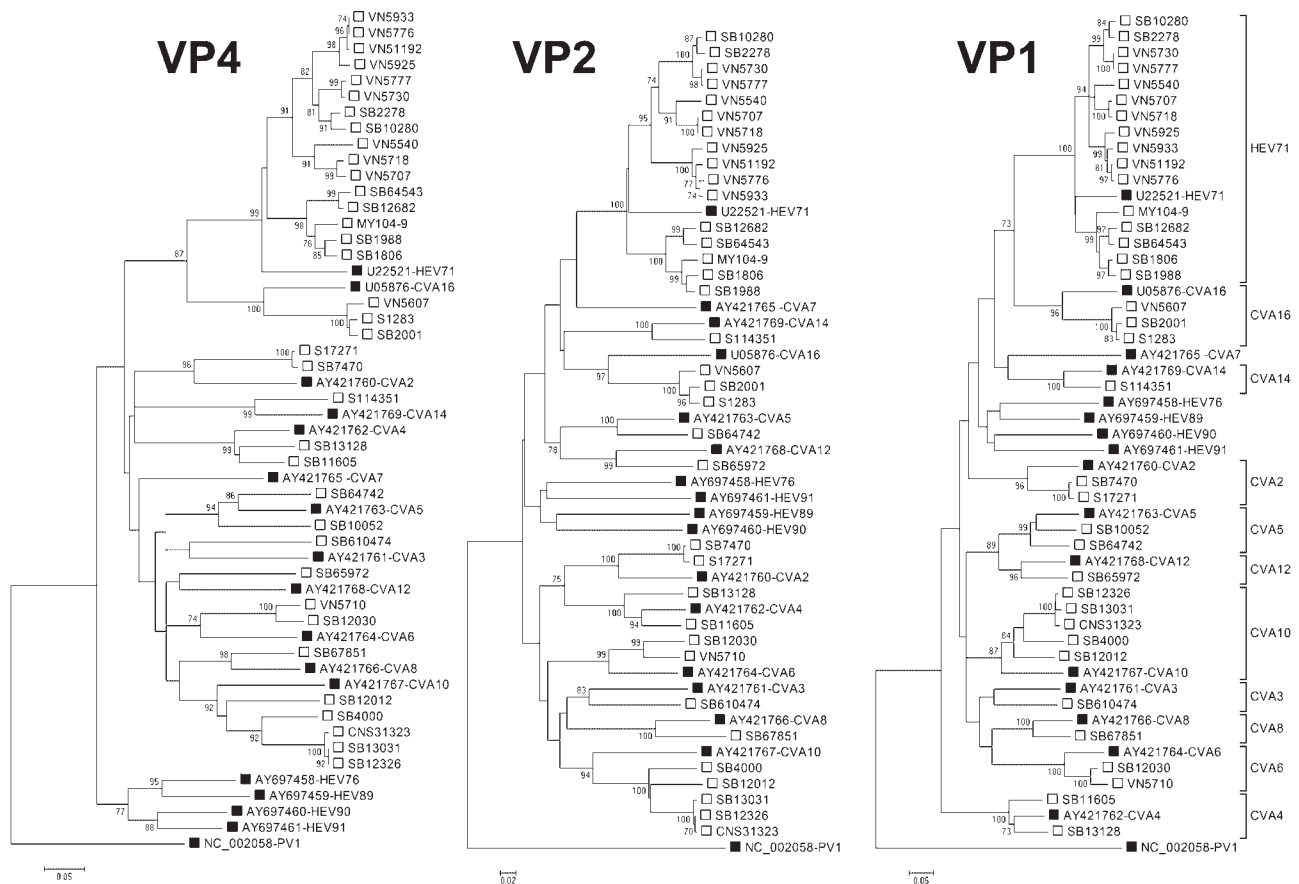 VP4
VN5933
VN5776
VN51192
VN5925
VN5777
VN5730
SB2278
SB10280
VN5540
VN5718
VN5707
SB64543
SB12682
MY104-9
SB1988
SB1806
U22521-HEV71
U05876-CVA16
VN5607
S1283
SB2001
S17271
SB7470
AY421760-CVA2
S114351
AY421769-CVA14
AY421762-CVA4
SB13128
SB11605
AY421765 -CVA7
SB64742
AY421763-CVA5
SB10052
SB610474
AY421761-CVA3
SB65972
AY421768-CVA12
VN5710
SB12030
AY421764-CVA6
SB67851
AY421766-CVA8
AY421767-CVA10
SB12012
SB4000
CNS31323
SB13031
SB12326
AY697458-HEV76
AY697459-HEV89
AY697460-HEV90
AY697461-HEV91
NC_002058-PV1
74
96
98
82
99
81
91
91
91
99
99
99
98
76
85
87
100
100
100
96
99
99
86
94
100
74
98
92
92
100
92
95
77
88
0.05
VP2
SB10280
SB2278
VN5730
VN5777
VN5540
VN5707
VN5718
VN5925
VN51192
VN5776
VN5933
U22521-HEV71
SB12682
SB64543
MY104-9
SB1806
SB1988
AY421765 -CVA7
AY421769-CVA14
S114351
U05876-CVA16
VN5607
SB2001
S1283
AY421763-CVA5
SB64742
AY421768-CVA12
SB65972
AY697458-HEV76
AY697461-HEV91
AY697459-HEV89
AY697460-HEV90
SB7470
S17271
AY421760-CVA2
SB13128
AY421762-CVA4
SB11605
SB12030
VN5710
AY421764-CVA6
AY421761-CVA3
SB610474
AY421766-CVA8
SB67851
AY421767-CVA10
SB4000
SB12012
SB13031
SB12326
CNS31323
NC_002058-PV1
87
100
98
74
91
100
95
100
77
74
100
99
100
100
97
100
96
100
78
99
100
100
75
100
94
99
99
83
100
94
100
70
0.02
VP1
SB10280
SB2278
VN5730
VN5777
VN5540
VN5707
VN5718
VN5925
VN5933
VN51192
VN5776
U22521-HEV71
MY104-9
SB12682
SB64543
SB1806
SB1988
U05876-CVA16
VN5607
SB2001
S1283
AY421765 -CVA7
AY421769-CVA14
S114351
AY697458-HEV76
AY697459-HEV89
AY697460-HEV90
AY697461-HEV91
AY421760-CVA2
SB7470
S17271
AY421763-CVA5
SB10052
SB64742
AY421768-CVA12
SB65972
SB12326
SB13031
CNS31323
SB4000
SB12012
AY421767-CVA10
AY421761-CVA3
SB610474
AY421766-CVA8
SB67851
AY421764-CVA6
SB12030
VN5710
SB11605
AY421762-CVA4
SB13128
NC_002058-PV1
84
99
100
94
100
99
81
97
100
97
99
97
73
96
100
83
100
96
100
99
89
96
100
84
87
100
100
100
100
73
0.05
HEV71
CVA16
CVA14
CVA2
CVA5
CVA12
CVA10
CVA3
CVA8
CVA6
CVA4